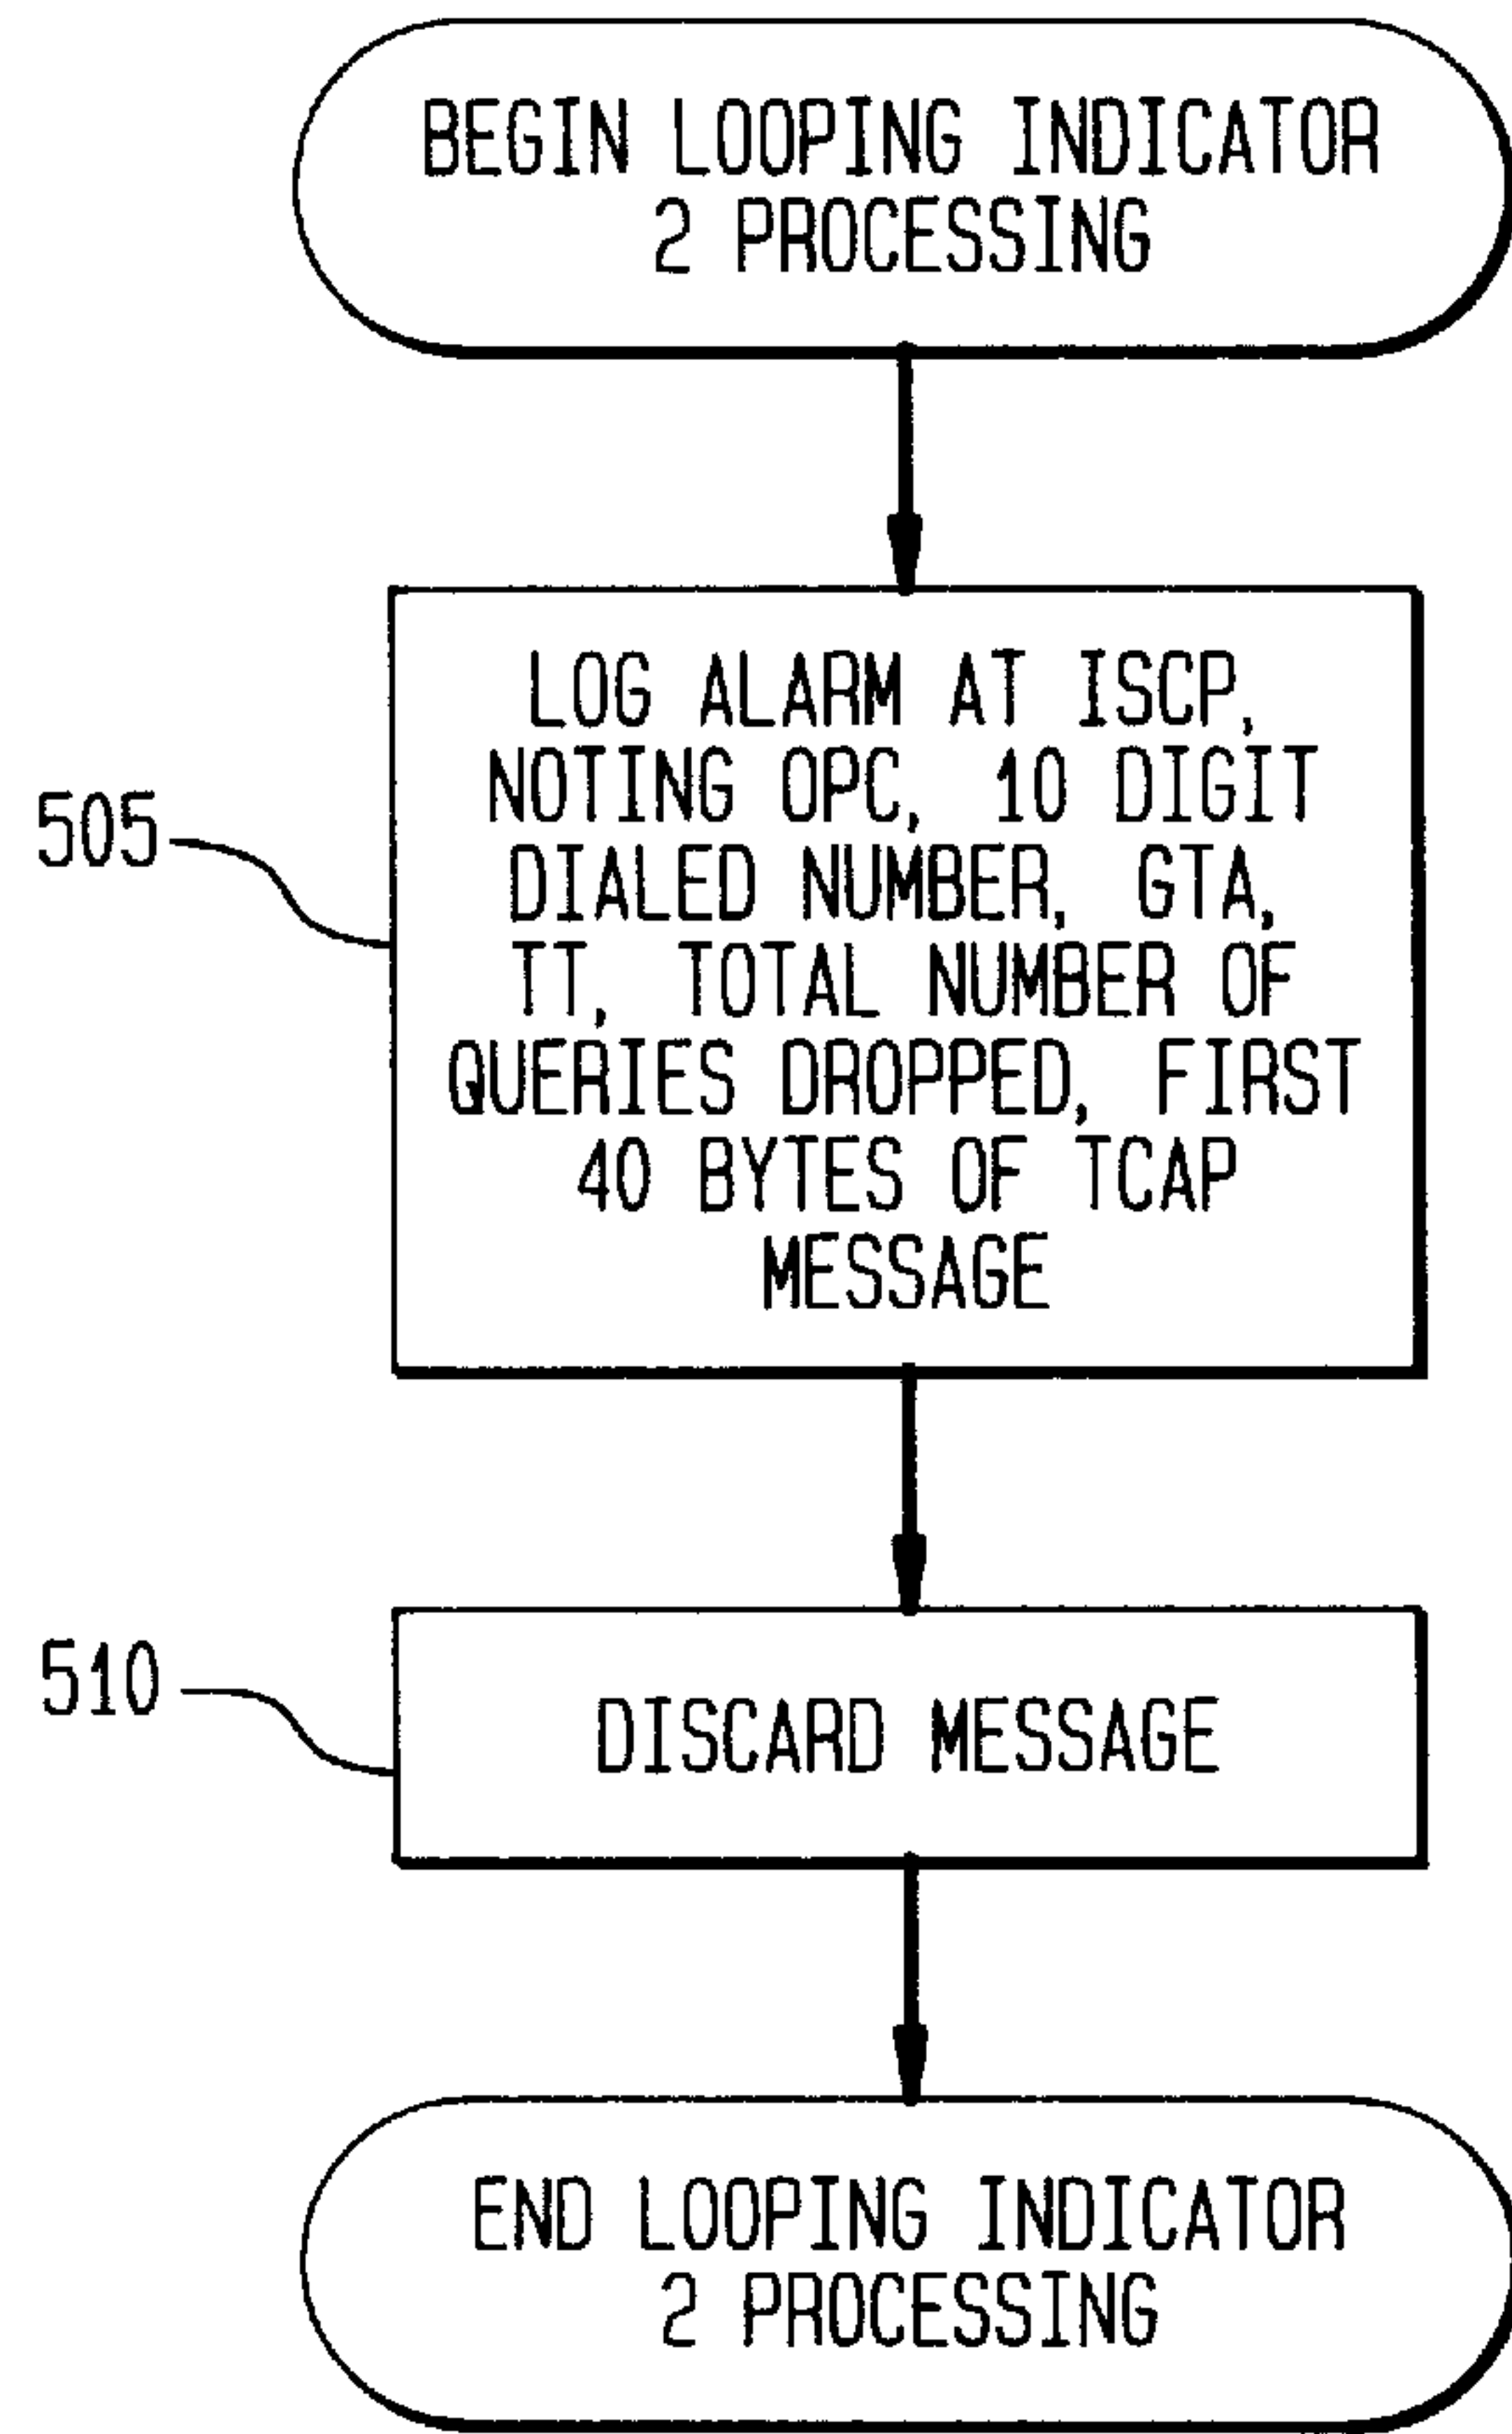 BEGIN LOOPING INDICATOR
2 PROCESSING
LOG ALARM AT ISCP,
NOTING OPC, 10 DIGIT
DIALED NUMBER, GTA,
TT, TOTAL NUMBER OF
QUERIES DROPPED, FIRST
40 BYTES OF TCAP
MESSAGE
505
DISCARD MESSAGE
510
END LOOPING INDICATOR
2 PROCESSING